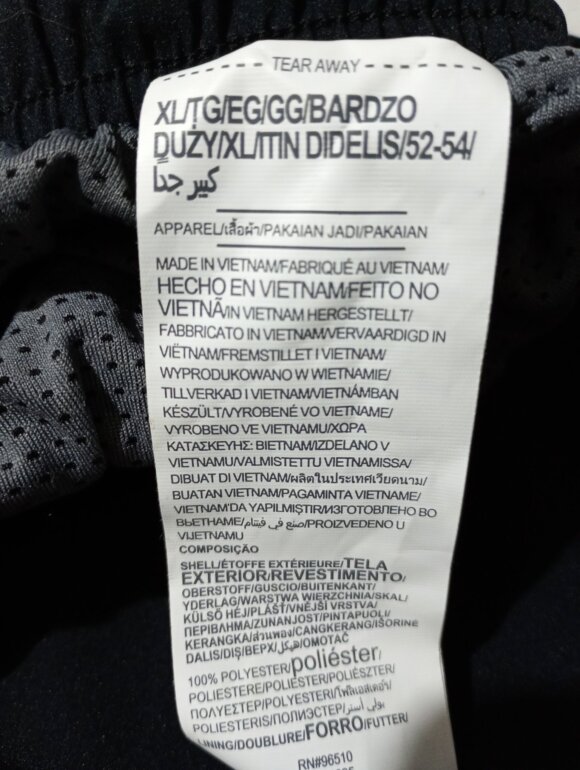 TEAR AWAY
XL/TG/EG/GG/BARDZO
DUŻY/XL/ITIN DIDELIS/52-54/
كبير جداً
APPAREL/เสื้อผ้า/PAKAIAN JADI/PAKAIAN
MADE IN VIETNAM/FABRIQUÉ AU VIETNAM/
HECHO EN VIETNAM/FEITO NO
VIETNÃ/IN VIETNAM HERGESTELLT/
FABBRICATO IN VIETNAM/VERVAARDIGD IN
VIËTNAM/FREMSTILLET I VIETNAM/
WYPRODUKOWANO W WIETNAMIE/
TILLVERKAD I VIETNAM/VIETNÁMBAN
KÉSZÜLT/VYROBENÉ VO VIETNAME/
VYROBENO VE VIETNAMU/ΧΩΡΑ
ΚΑΤΑΣΚΕΥΗΣ: ΒΙΕΤΝΑΜ/IZDELANO V
VIETNAMU/VALMISTETTU VIETNAMISSA/
DIBUAT DI VIETNAM/ผลิตในประเทศเวียดนาม/
BUATAN VIETNAM/PAGAMINTA VIETNAME/
VIETNAM'DA YAPILMIŞTIR/ИЗГОТОВЛЕНО ВО
ВЬЕТНАМЕ/صنع في فيتنام/PROIZVEDENO U
VIJETNAMU
COMPOSIÇÃO
SHELL/ÉTOFFE EXTÉRIEURE/TELA
EXTERIOR/REVESTIMENTO/
OBERSTOFF/GUSCIO/BUITENKANT/
YDERLAG/WARSTWA WIERZCHNIA/SKAL/
KÜLSŐ HÉJ/PLÁŠŤ/VNĚJŠÍ VRSTVA/
ΠΕΡΙΒΛΗΜΑ/ZUNANJOST/PINTAPUOLI/
KERANGKA/ส่วนพอง/CANGKERANG/IŠORINĖ
DALIS/DIŞ/ВЕРХ/هيكل/OMOTAČ
100% POLYESTER/poliéster/
POLIESTERE/POLIESTER/POLIÉSZTER/
ΠΟΛΥΕΣΤΕΡ/POLYESTERI/โพลีเอสเตอร์/
POLIESTERIS/ПОЛИЭСТЕР/بولي أستر/
LINING/DOUBLURE/FORRO/FUTTER/
RN#96510